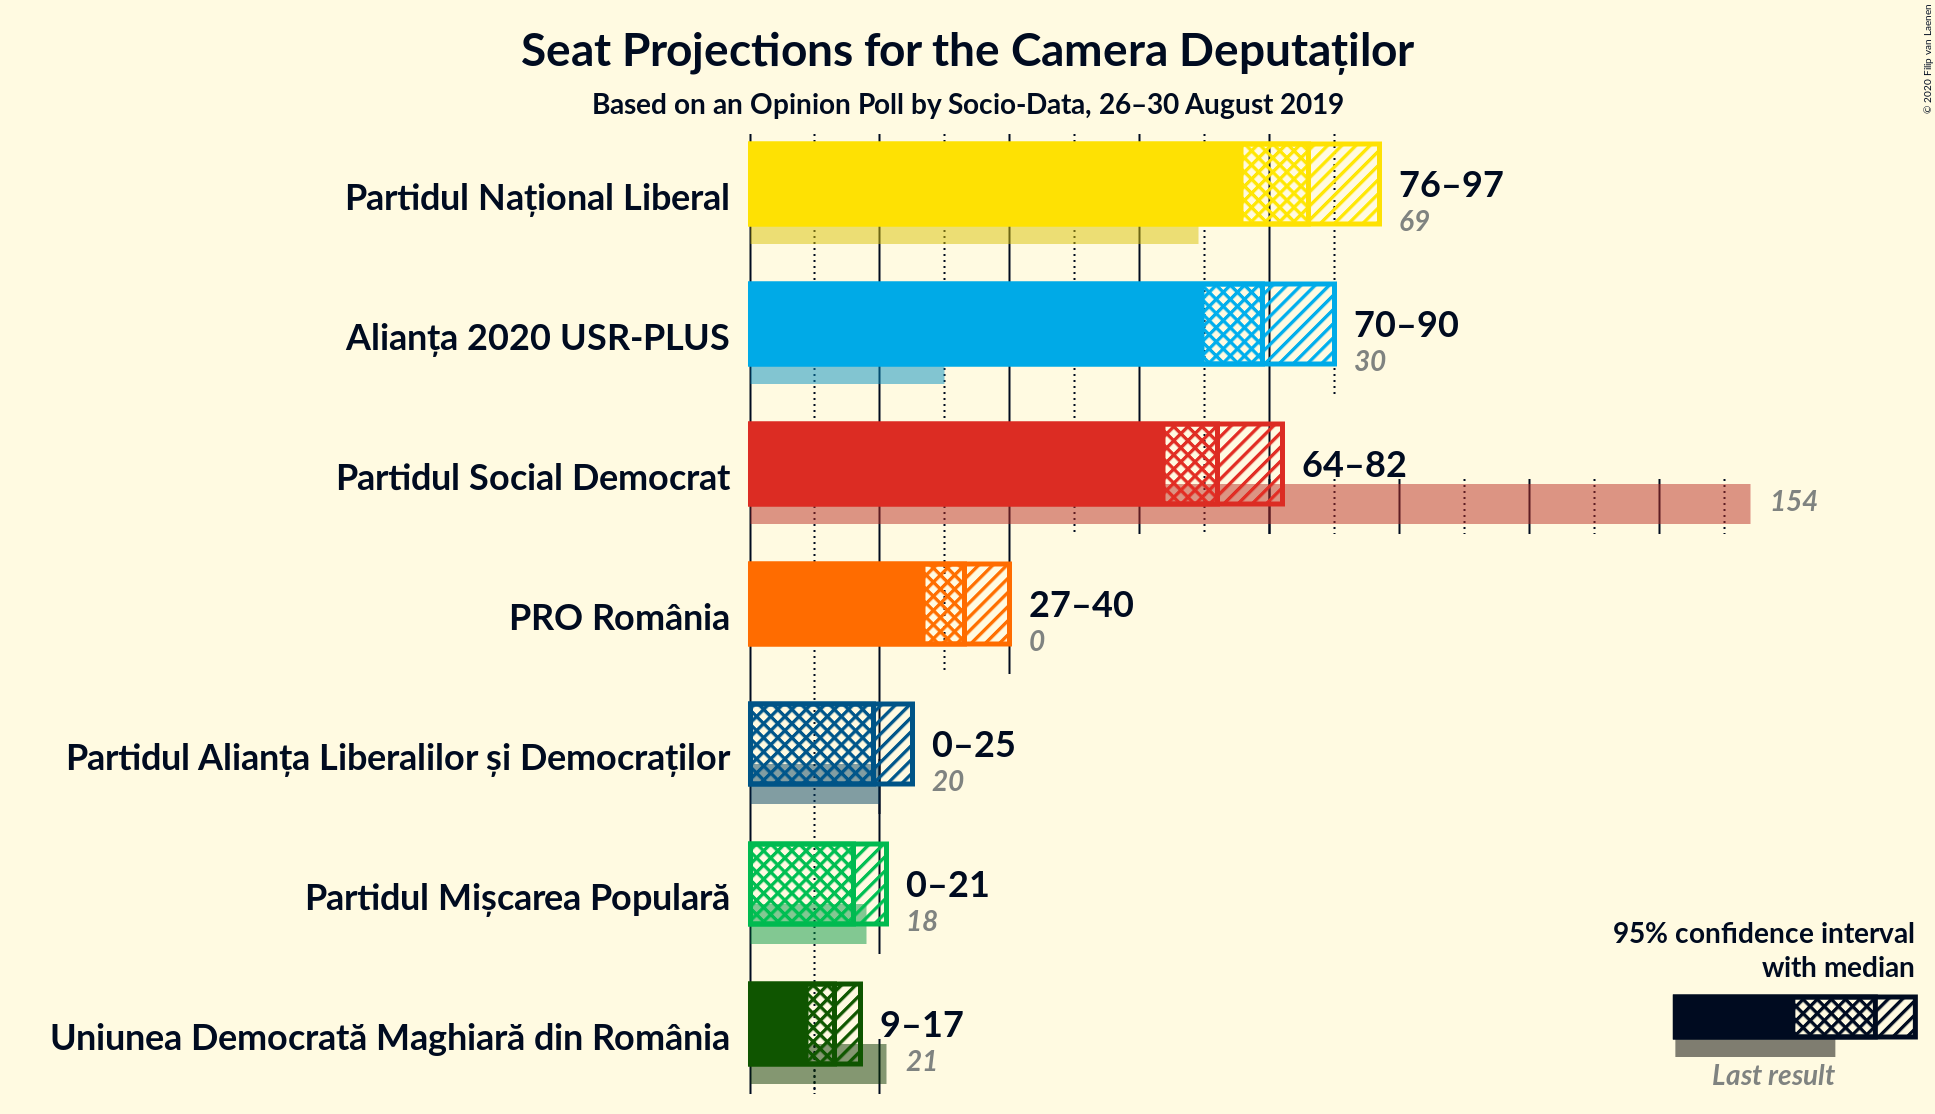 Seat Projections for the Camera Deputaților
Based on an Opinion Poll by Socio-Data, 26–30 August 2019
© 2020 Filip van Laenen
Partidul Național Liberal
76–97
69
Alianța 2020 USR-PLUS
70–90
30
Partidul Social Democrat
64–82
154
PRO România
27–40
0
Partidul Alianța Liberalilor și Democraților
0–25
20
Partidul Mișcarea Populară
0–21
18
Uniunea Democrată Maghiară din România
9–17
21
95% confidence interval
with median
Last result